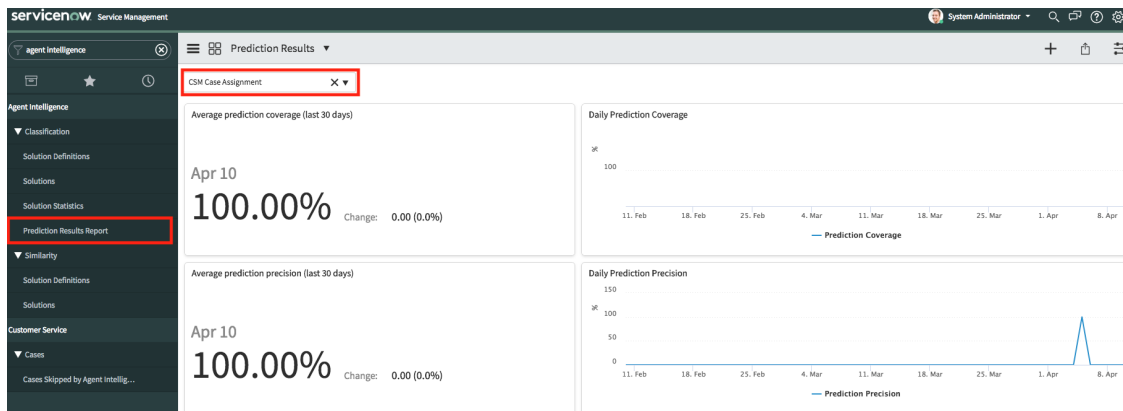 servicenow Service Management
System Administrator
agent intelligence
Prediction Results
CSM Case Assignment
Agent Intelligence
Classification
Solution Definitions
Solutions
Solution Statistics
Prediction Results Report
Similarity
Solution Definitions
Solutions
Customer Service
Cases
Cases Skipped by Agent Intellig...
Average prediction coverage (last 30 days)
Apr 10
100.00% Change: 0.00 (0.0%)
Daily Prediction Coverage
%
100
11. Feb 18. Feb 25. Feb 4. Mar 11. Mar 18. Mar 25. Mar 1. Apr 8. Apr
Prediction Coverage
Average prediction precision (last 30 days)
Apr 10
100.00% Change: 0.00 (0.0%)
Daily Prediction Precision
150
%
100
50
0
11. Feb 18. Feb 25. Feb 4. Mar 11. Mar 18. Mar 25. Mar 1. Apr 8. Apr
Prediction Precision